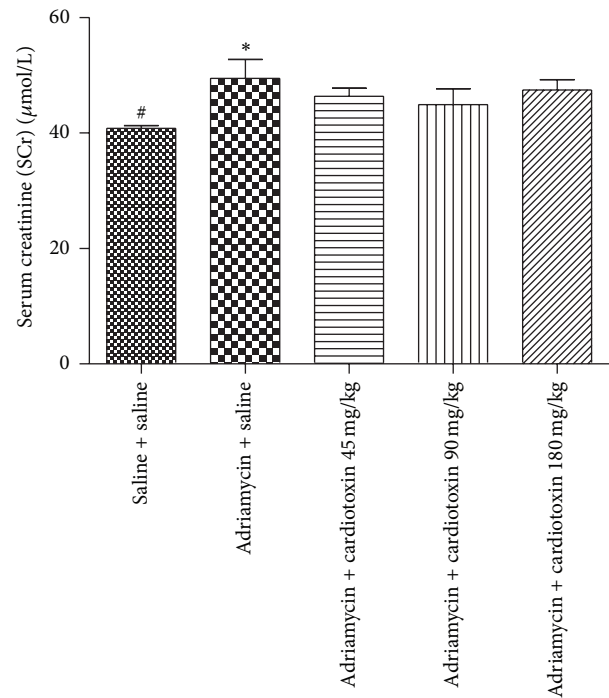 Serum creatinine (SCr) (μmol/L)
60
40
20
0
#
*
Saline + saline
Adriamycin + saline
Adriamycin + cardiotoxin 45 mg/kg
Adriamycin + cardiotoxin 90 mg/kg
Adriamycin + cardiotoxin 180 mg/kg